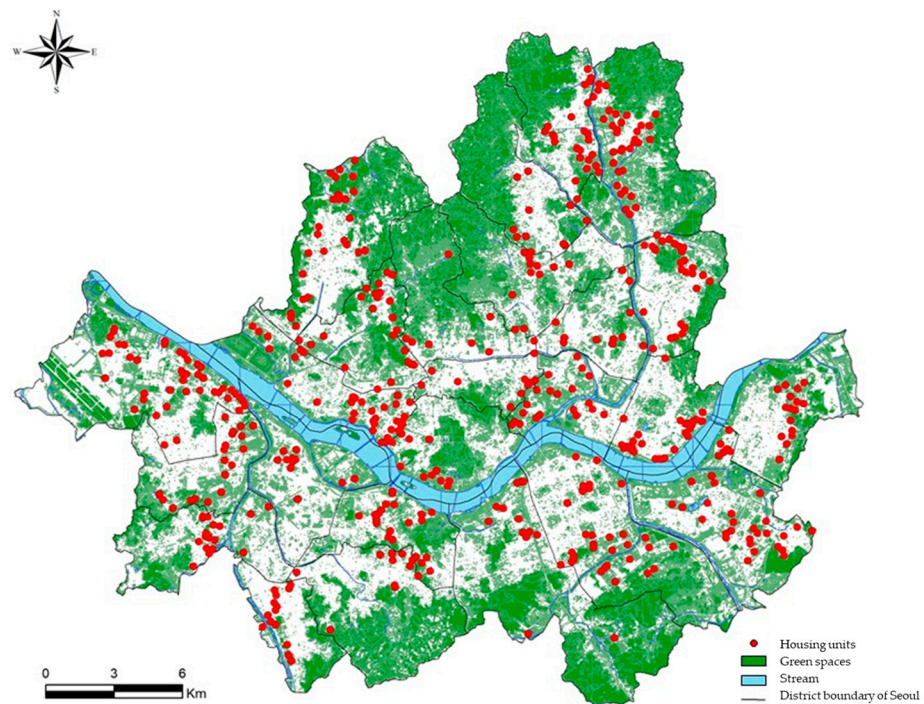 N
W E
S
Housing units
Green spaces
Stream
District boundary of Seoul
0 3 6
Km